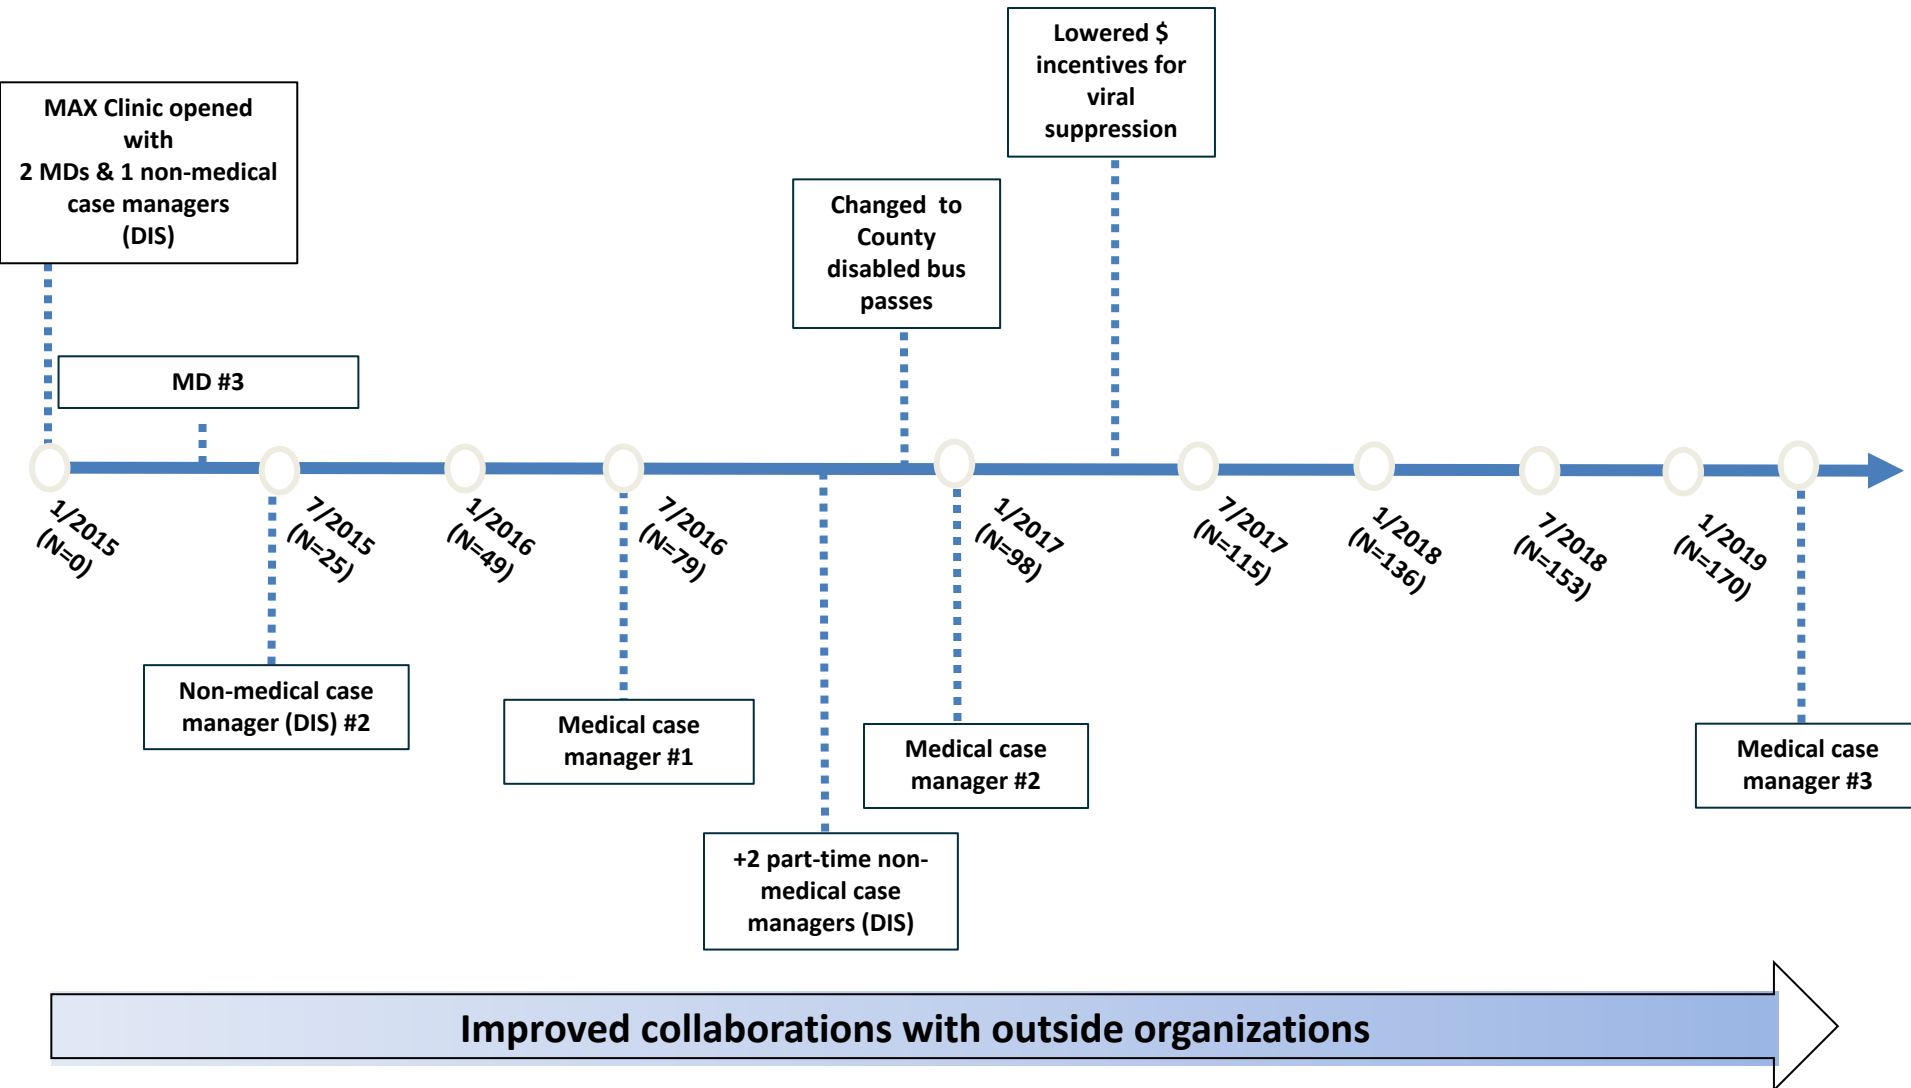 Lowered $
incentives for
viral
suppression
MAX Clinic opened
with
2 MDs & 1 non-medical
case managers
(DIS)
Changed to
County
disabled bus
passes
MD #3
1/2015
(N=0)
7/2015
(N=25)
1/2016
(N=49)
7/2016
(N=79)
1/2017
(N=98)
7/2017
(N=115)
1/2018
(N=136)
7/2018
(N=153)
1/2019
(N=170)
Non-medical case
manager (DIS) #2
Medical case
manager #1
Medical case
manager #2
Medical case
manager #3
+2 part-time non-
medical case
managers (DIS)
Improved collaborations with outside organizations